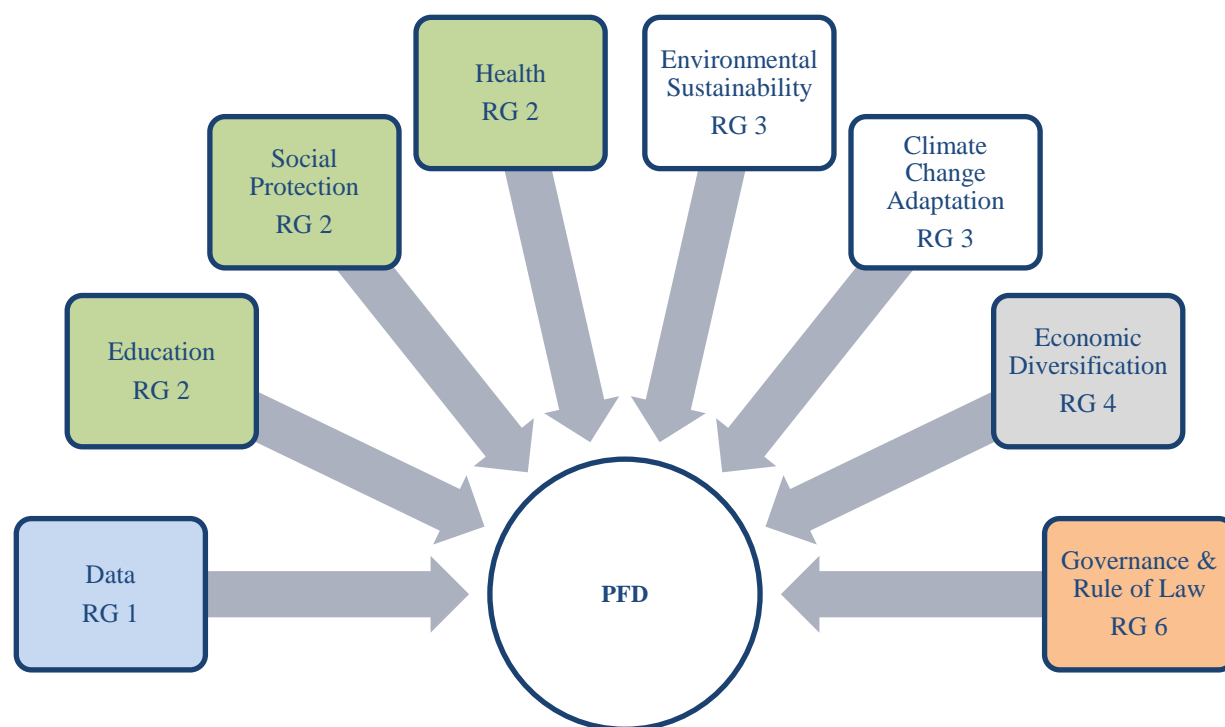 Data
RG 1
Education
RG 2
Social
Protection
RG 2
Health
RG 2
Environmental
Sustainability
RG 3
Climate
Change
Adaptation
RG 3
Economic
Diversification
RG 4
Governance &
Rule of Law
RG 6
PFD